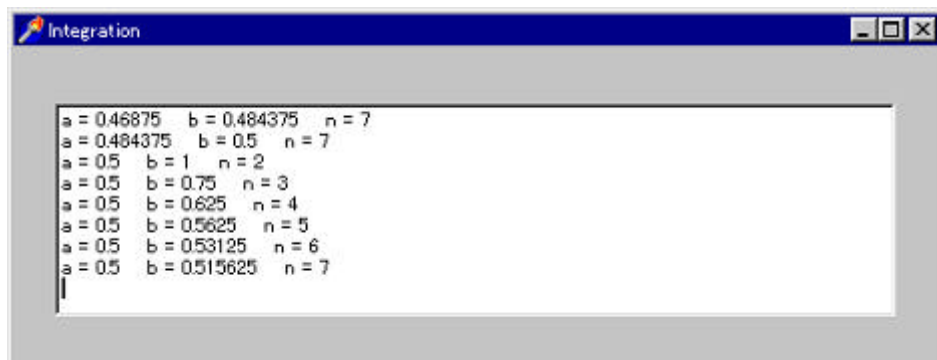 Integration
a = 0.46875 b = 0.484375 n = 7
a = 0.484375 b = 0.5 n = 7
a = 0.5 b = 1 n = 2
a = 0.5 b = 0.75 n = 3
a = 0.5 b = 0.625 n = 4
a = 0.5 b = 0.5625 n = 5
a = 0.5 b = 0.53125 n = 6
a = 0.5 b = 0.515625 n = 7